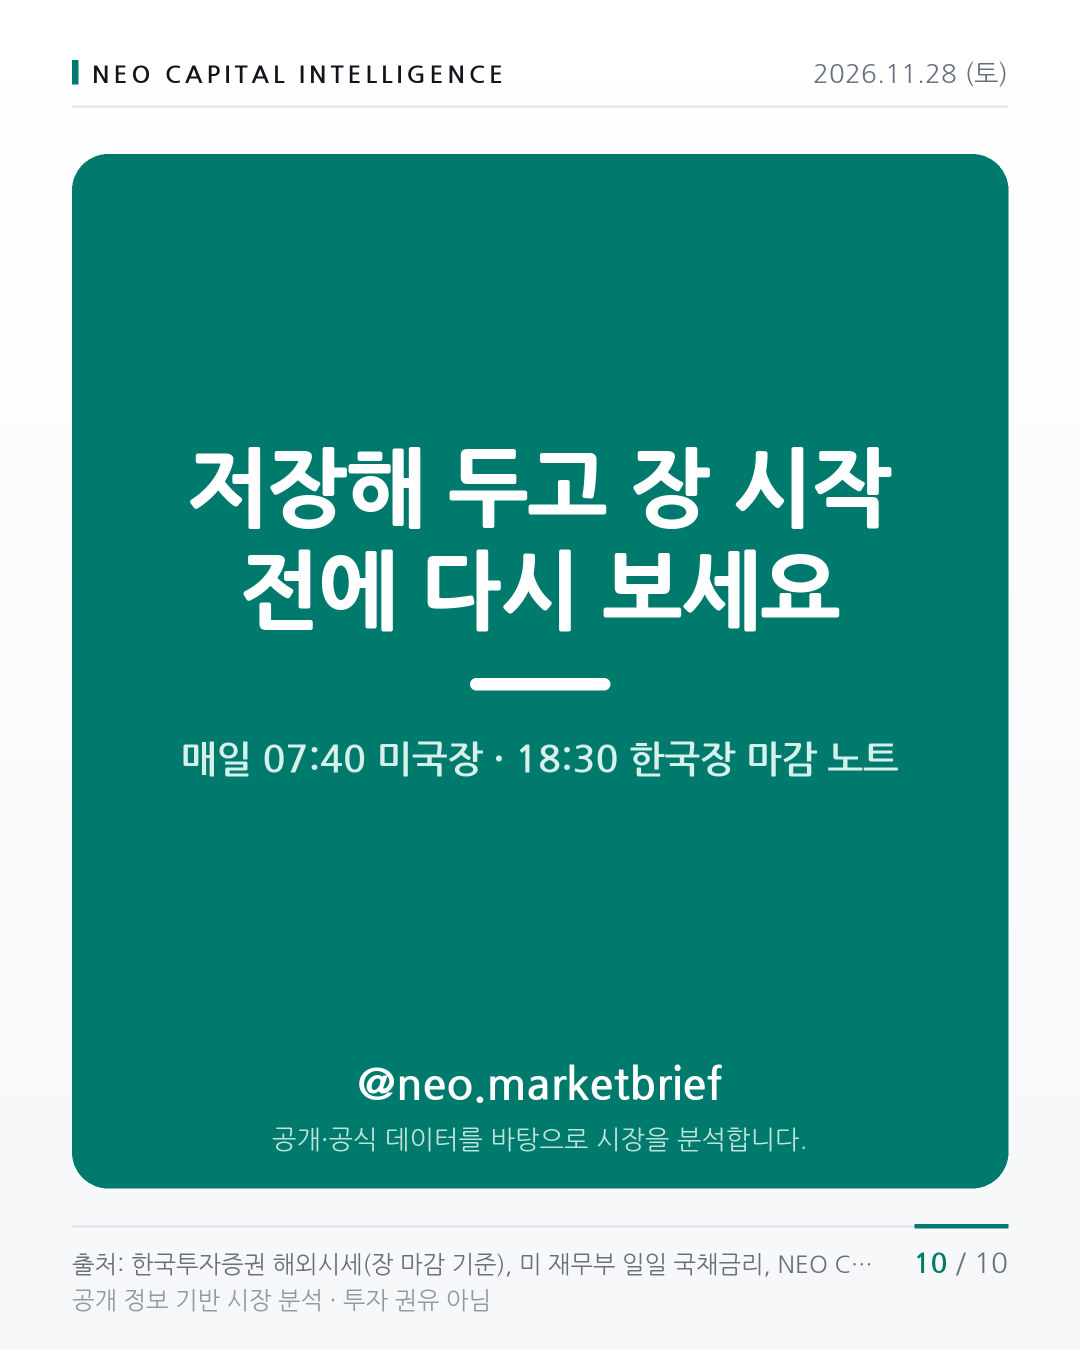 NEO CAPITAL INTELLIGENCE
2026.11.28 (토)
저장해 두고 장 시작
전에 다시 보세요
매일 07:40 미국장 · 18:30 한국장 마감 노트
@neo.marketbrief
공개·공식 데이터를 바탕으로 시장을 분석합니다.
출처: 한국투자증권 해외시세(장 마감 기준), 미 재무부 일일 국채금리, NEO C…
10 / 10
공개 정보 기반 시장 분석 · 투자 권유 아님